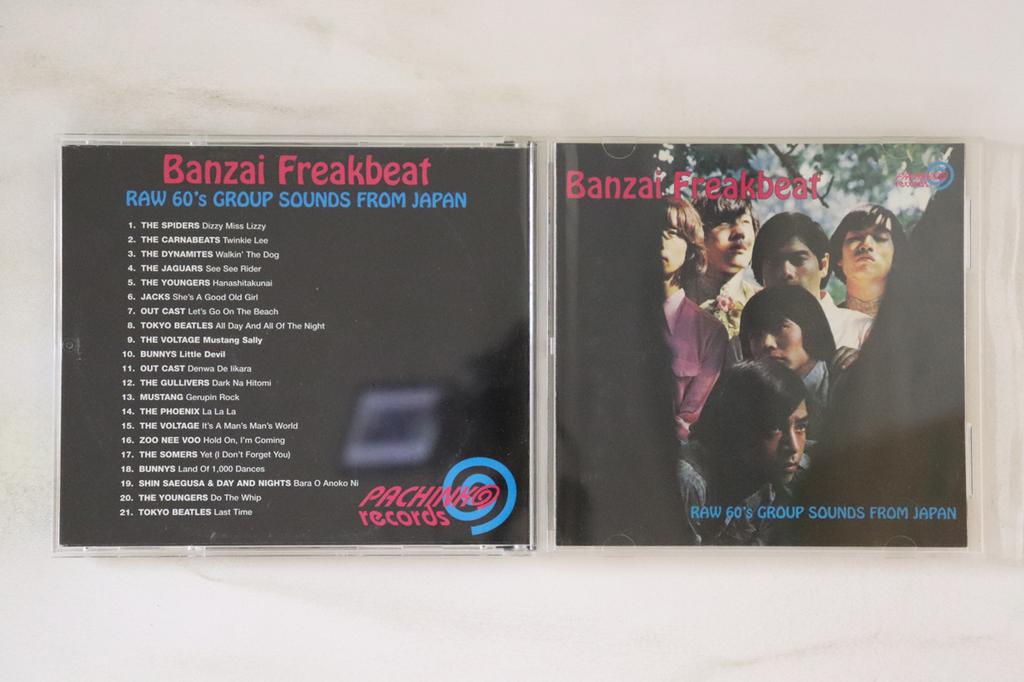 Banzai Freakbeat
RAW 60's GROUP SOUNDS FROM JAPAN
1. THE SPIDERS Dizzy Miss Lizzy
2. THE CARNABEATS Twinkie Lee
3. THE DYNAMITES Walkin' The Dog
4. THE JAGUARS See See Rider
5. THE YOUNGERS Hanashitakunai
6. JACKS She's A Good Old Girl
7. OUT CAST Let's Go On The Beach
8. TOKYO BEATLES All Day And All Of The Night
9. THE VOLTAGE Mustang Sally
10. BUNNYS Little Devil
11. OUT CAST Denwa De Iikara
12. THE GULLIVERS Dark Na Hitomi
13. MUSTANG Gerupin Rock
14. THE PHOENIX La La La
15. THE VOLTAGE It's A Man's Man's World
16. ZOO NEE VOO Hold On, I'm Coming
17. THE SOMERS Yet (I Don't Forget You)
18. BUNNYS Land Of 1,000 Dances
19. SHIN SAEGUSA & DAY AND NIGHTS Bara O Anoko Ni
20. THE YOUNGERS Do The Whip
21. TOKYO BEATLES Last Time
PACHINKO
records
Banzai Freakbeat
PACHINKO
records
RAW 60's GROUP SOUNDS FROM JAPAN